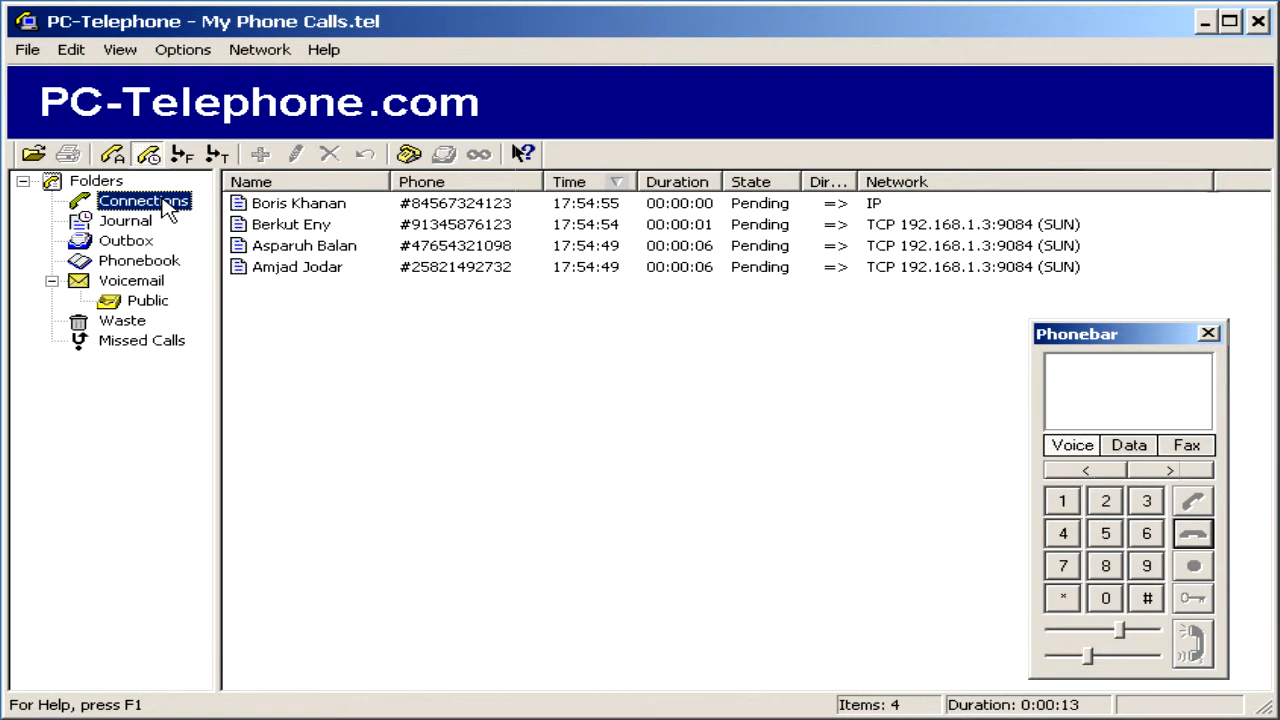 PC-Telephone - My Phone Calls.tel
File Edit View Options Network Help
PC-Telephone.com
Folders
Connections
Journal
Outbox
Phonebook
Voicemail
Public
Waste
Missed Calls
Name Phone Time Duration State Dir... Network
Boris Khanan #84567324123 17:54:55 00:00:00 Pending => IP
Berkut Eny #91345876123 17:54:54 00:00:01 Pending => TCP 192.168.1.3:9084 (SUN)
Asparuh Balan #47654321098 17:54:49 00:00:06 Pending => TCP 192.168.1.3:9084 (SUN)
Amjad Jodar #25821492732 17:54:49 00:00:06 Pending => TCP 192.168.1.3:9084 (SUN)
Phonebar
Voice Data Fax
< >
1 2 3
4 5 6
7 8 9
* 0 #
For Help, press F1 Items: 4 Duration: 0:00:13